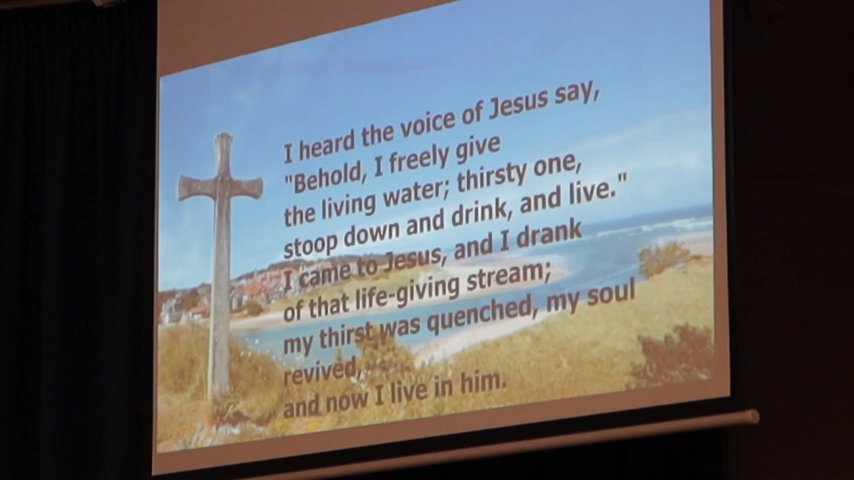 I heard the voice of Jesus say,
"Behold, I freely give
the living water; thirsty one,
stoop down and drink, and live."
I came to Jesus, and I drank
of that life-giving stream;
my thirst was quenched, my soul
revived,
and now I live in him.